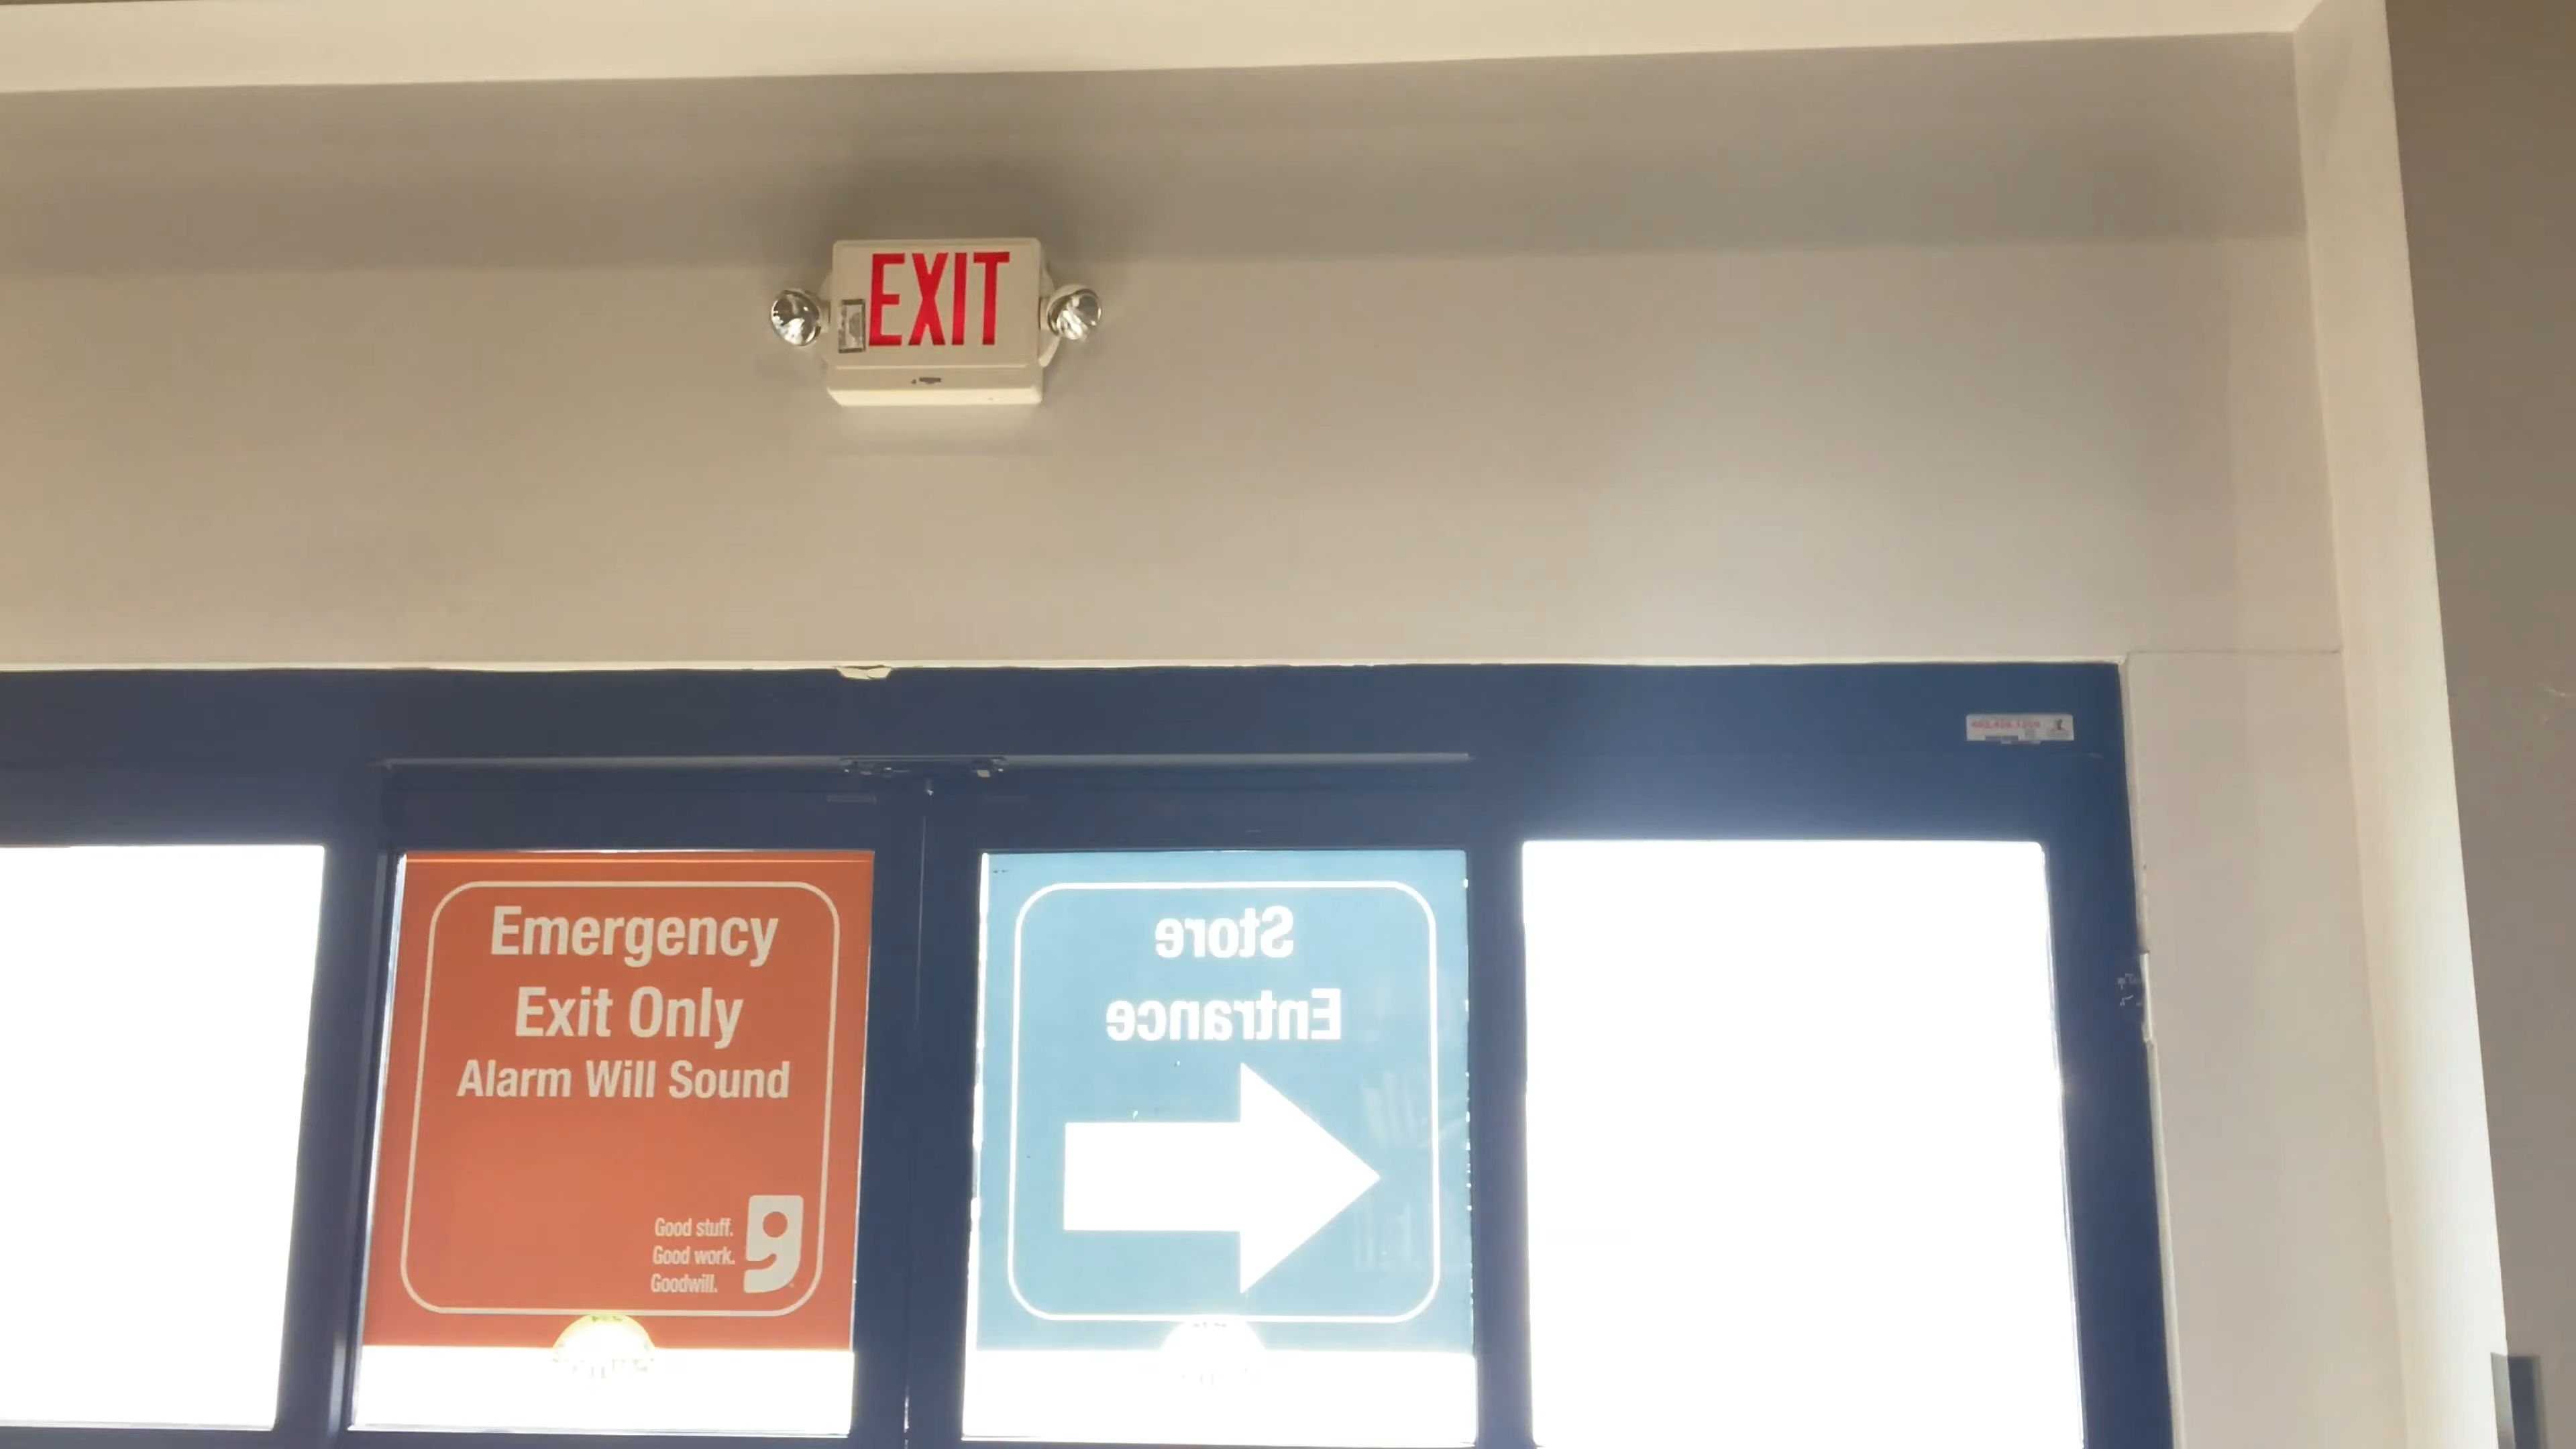 EXIT
Emergency
Exit Only
Alarm Will Sound
Good stuff.
Good work.
Goodwill.
Store
Entrance